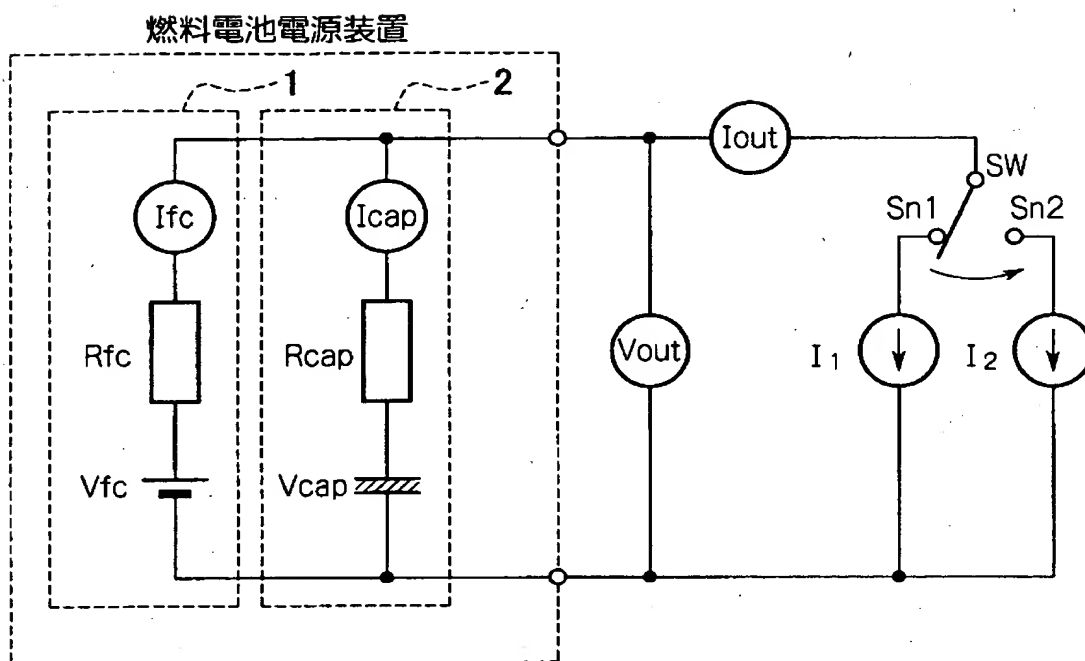 燃料電池電源装置
1
2
Ifc
Icap
Iout
SW
Sn1
Sn2
Rfc
Rcap
Vout
I1
I2
Vfc
Vcap